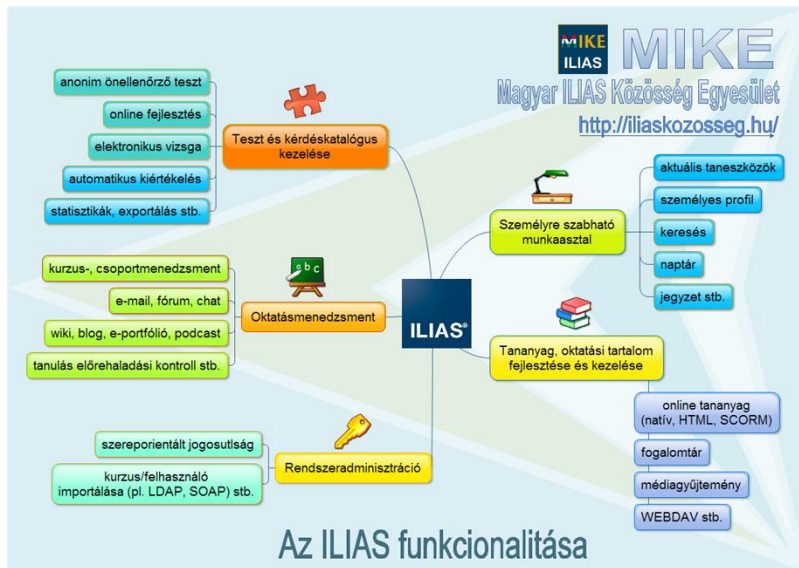 MIKE
ILIAS
MIKE
Magyar ILIAS Közösség Egyesület
http://iliaskozosseg.hu/
anonim önellenőrző teszt
online fejlesztés
elektronikus vizsga
automatikus kiértékelés
statisztikák, exportálás stb.
Teszt és kérdéskatalógus
kezelése
aktuális taneszközök
személyes profil
keresés
naptár
jegyzet stb.
Személyre szabható
munkaasztal
kurzus-, csoportmenedzsment
e-mail, fórum, chat
wiki, blog, e-portfólió, podcast
tanulás előrehaladási kontroll stb.
a b c
Oktatásmenedzsment
ILIAS®
Tananyag, oktatási tartalom
fejlesztése és kezelése
online tananyag
(natív, HTML, SCORM)
fogalomtár
médiagyűjtemény
WEBDAV stb.
szereporientált jogosutlság
kurzus/felhasználó
importálása (pl. LDAP, SOAP) stb.
Rendszeradminisztráció
Az ILIAS funkcionalitása